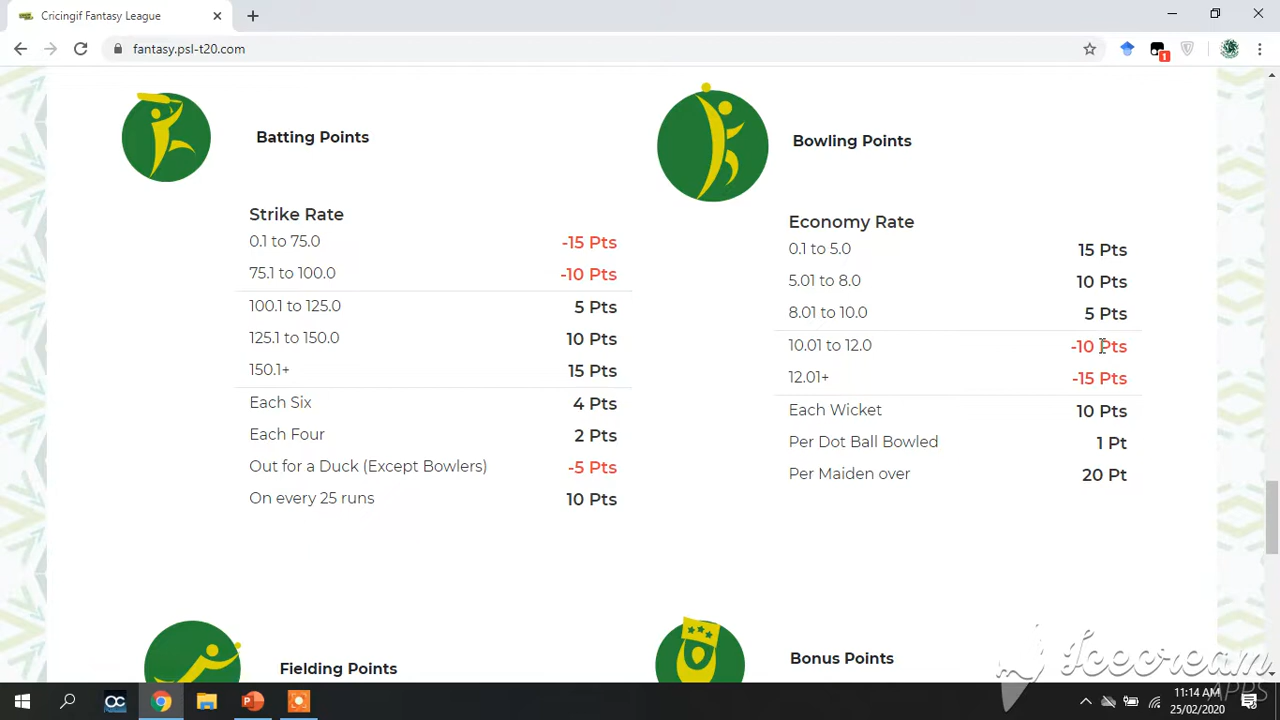 Cricingif Fantasy League
fantasy.psl-t20.com
1
Batting Points
Strike Rate
0.1 to 75.0 -15 Pts
75.1 to 100.0 -10 Pts
100.1 to 125.0 5 Pts
125.1 to 150.0 10 Pts
150.1+ 15 Pts
Each Six 4 Pts
Each Four 2 Pts
Out for a Duck (Except Bowlers) -5 Pts
On every 25 runs 10 Pts
Bowling Points
Economy Rate
0.1 to 5.0 15 Pts
5.01 to 8.0 10 Pts
8.01 to 10.0 5 Pts
10.01 to 12.0 -10 Pts
12.01+ -15 Pts
Each Wicket 10 Pts
Per Dot Ball Bowled 1 Pt
Per Maiden over 20 Pt
Fielding Points
Bonus Points
Icecream
APPS
OC
11:14 AM
25/02/2020